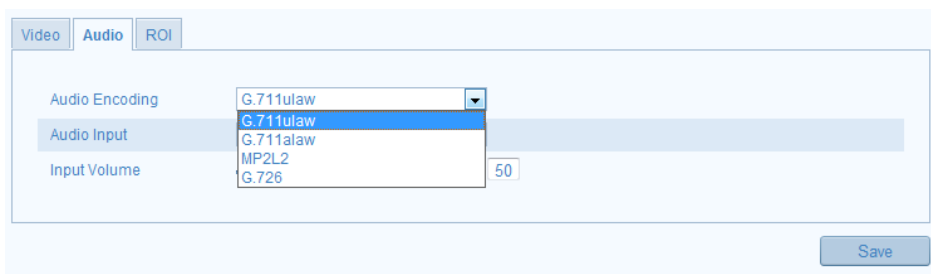 Video Audio ROI
Audio Encoding G.711ulaw
G.711ulaw
Audio Input G.711alaw
MP2L2
Input Volume 50
G.726
Save